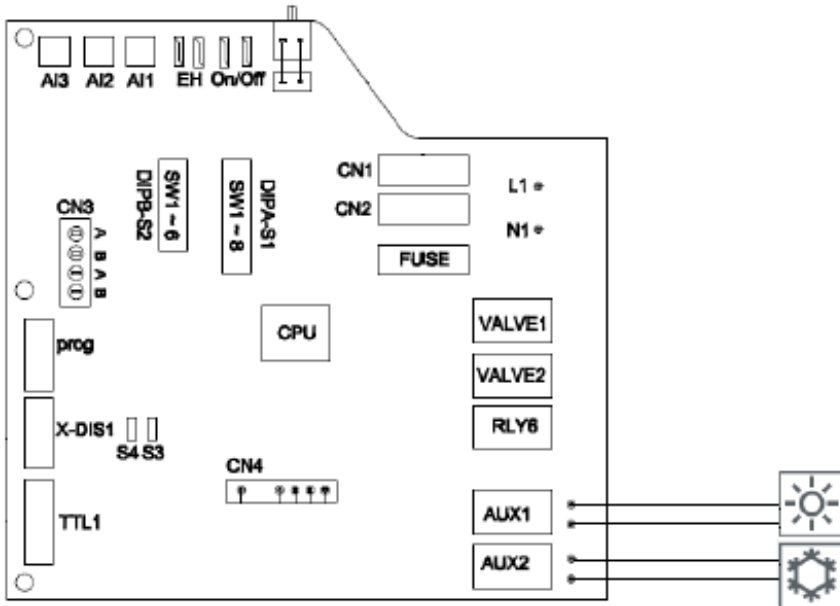 AI3 AI2 AI1 EH On/Off
CN1
CN2
L1
N1
FUSE
DIPB-S2
SW1 ~ 6
SW1 ~ 8
DIPA-S1
CN3
A
B
A
B
CPU
VALVE1
VALVE2
RLY6
prog
X-DIS1
S4 S3
CN4
TTL1
AUX1
AUX2